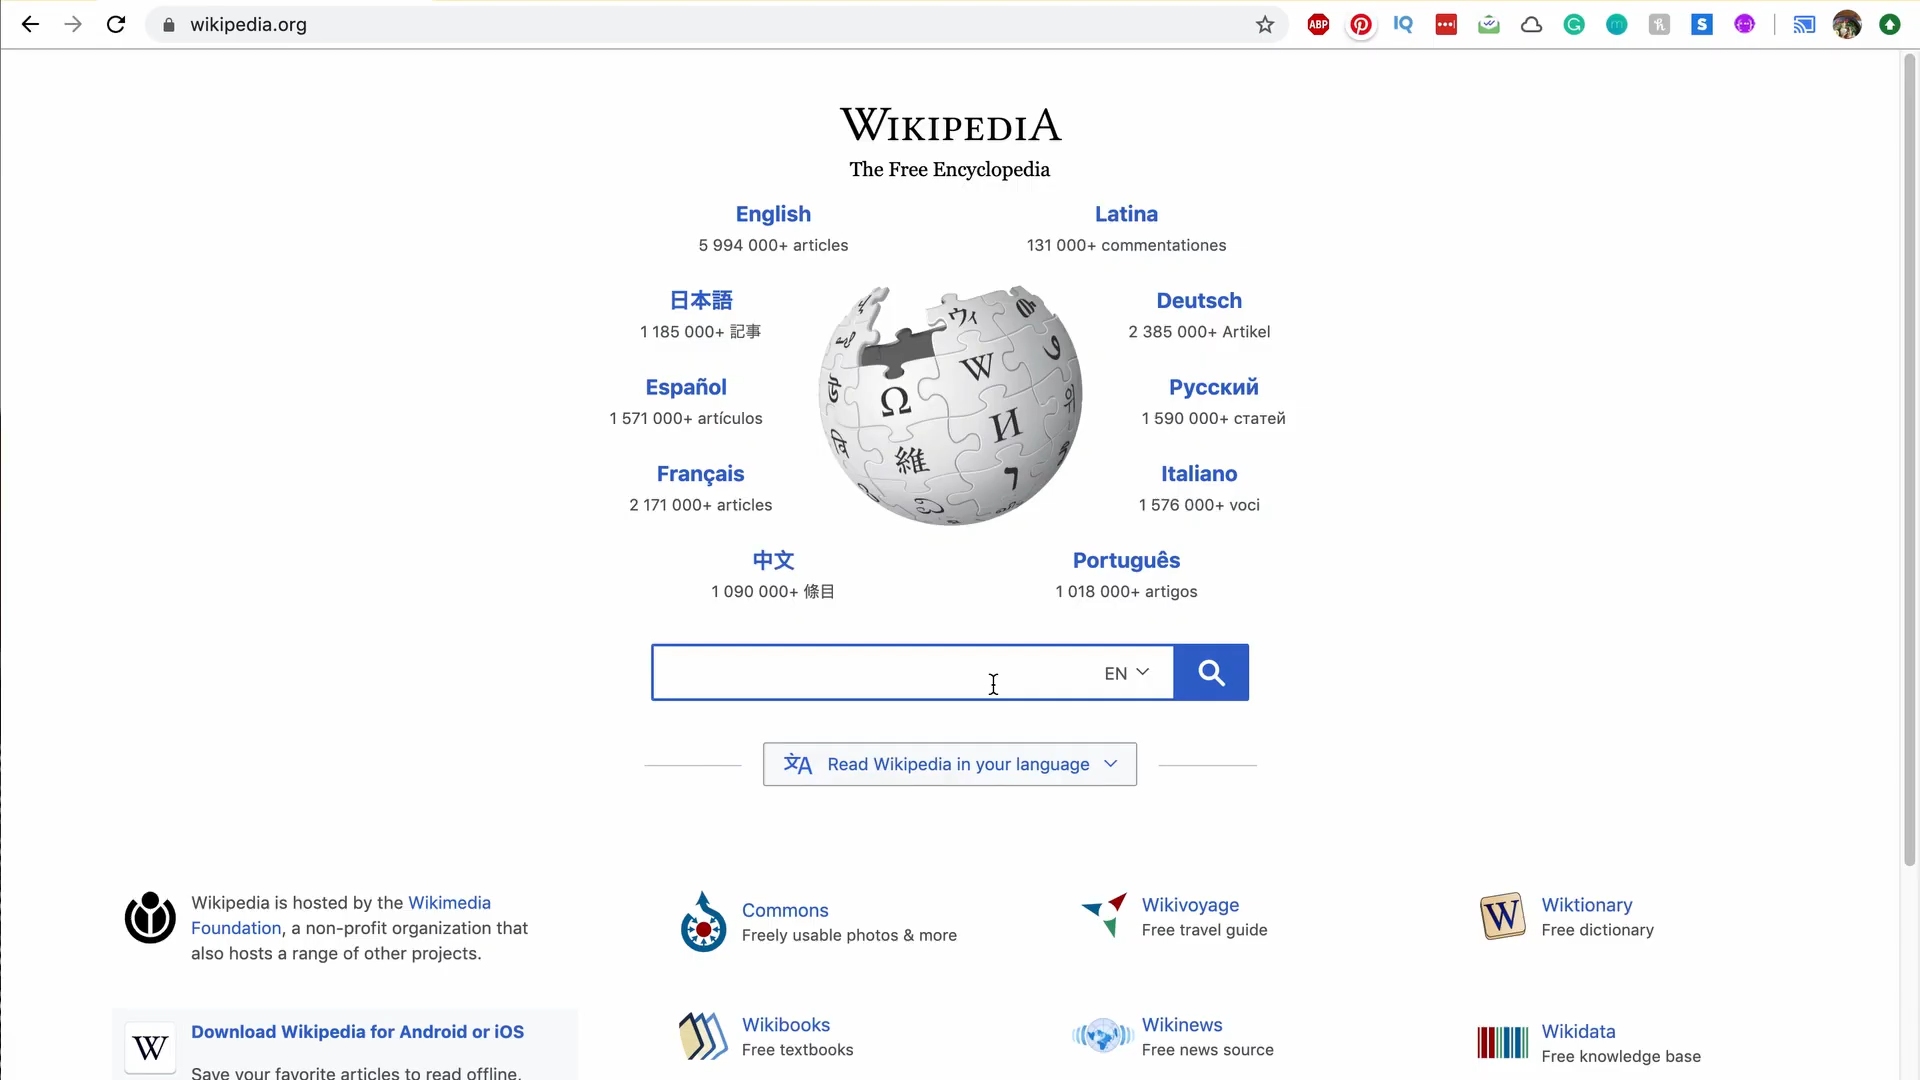 wikipedia.org
ABP
IQ
S
WIKIPEDIA
The Free Encyclopedia
English
5 994 000+ articles
Latina
131 000+ commentationes
日本語
1 185 000+ 記事
Deutsch
2 385 000+ Artikel
Español
1 571 000+ artículos
Русский
1 590 000+ статей
Français
2 171 000+ articles
Italiano
1 576 000+ voci
中文
1 090 000+ 條目
Português
1 018 000+ artigos
ウィ
W
Ω
И
維
위
EN
Read Wikipedia in your language
Wikipedia is hosted by the Wikimedia
Foundation, a non-profit organization that
also hosts a range of other projects.
Commons
Freely usable photos & more
Wikivoyage
Free travel guide
W
Wiktionary
Free dictionary
W
Download Wikipedia for Android or iOS
Save your favorite articles to read offline,
Wikibooks
Free textbooks
Wikinews
Free news source
Wikidata
Free knowledge base